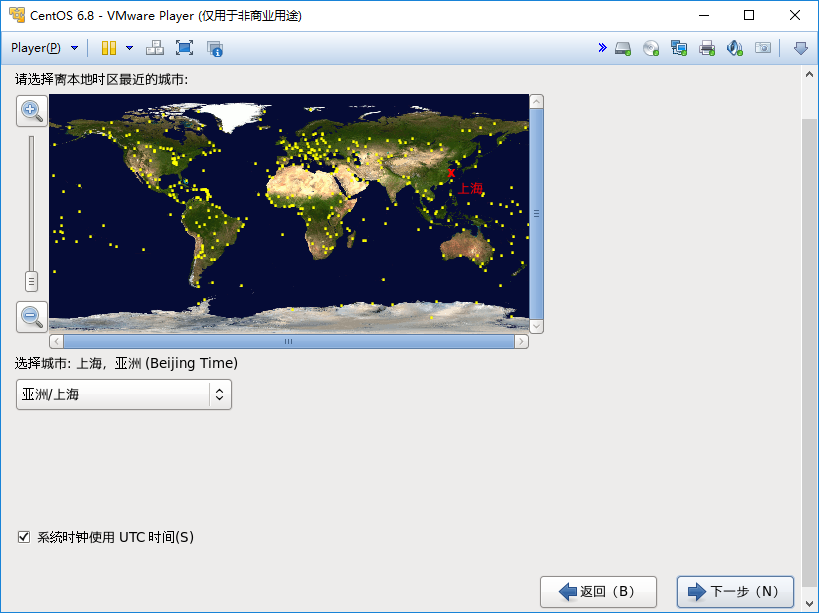 CentOS 6.8 - VMware Player (仅用于非商业用途)
Player(P)
请选择寄本地时区最近的城市:
上海
选择城市: 上海, 亚洲 (Beijing Time)
亚洲/上海
系统时钟使用 UTC 时间(S)
返回（B）
下一步（N）